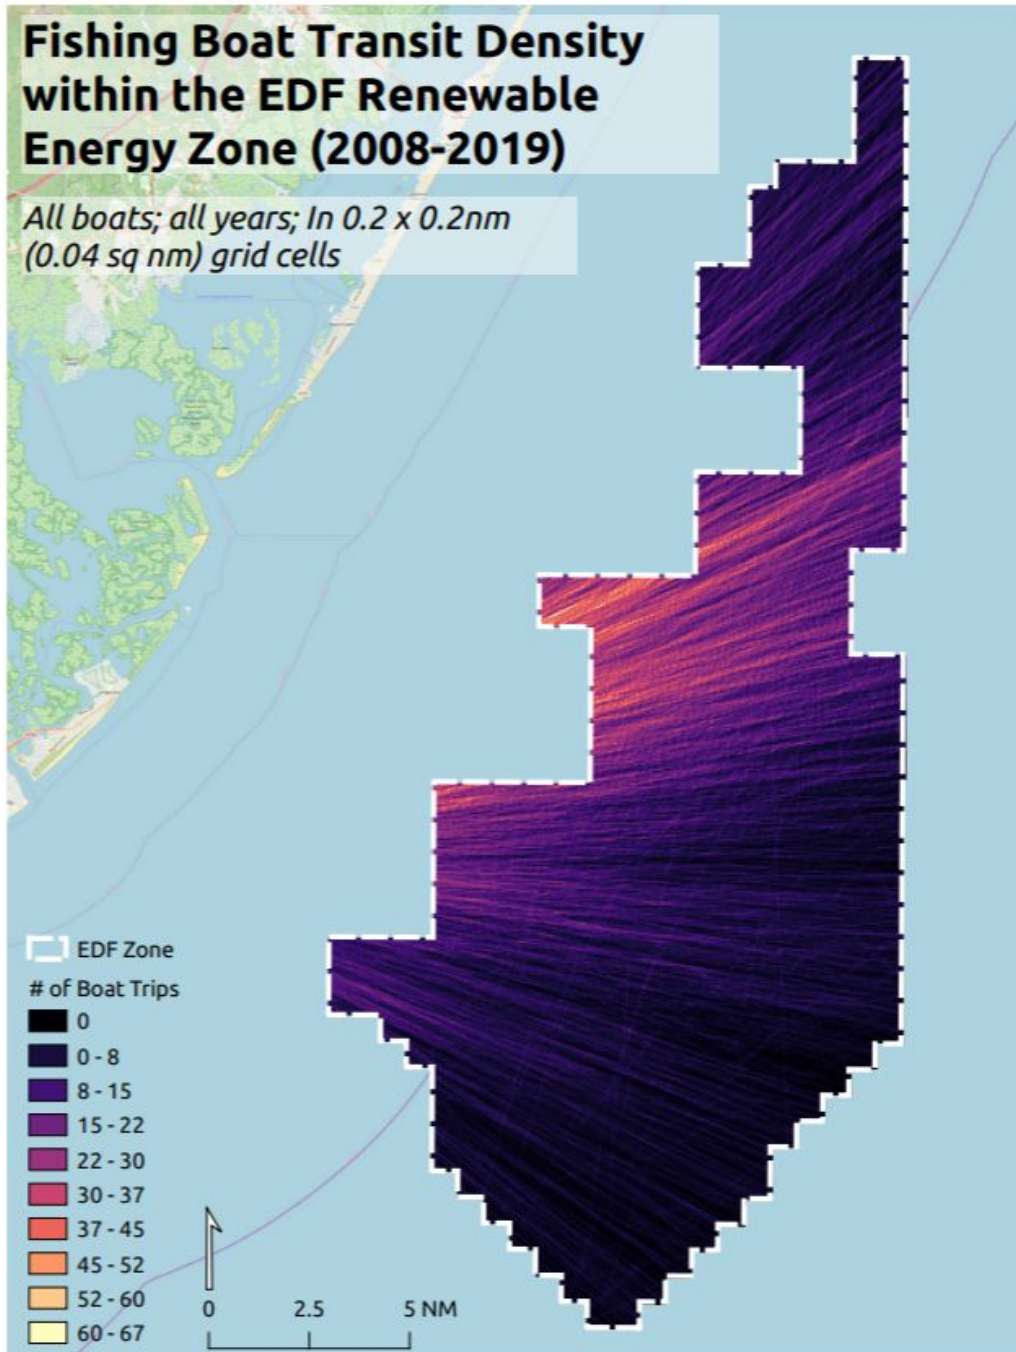 Fishing Boat Transit Density
within the EDF Renewable
Energy Zone (2008-2019)
All boats; all years; In 0.2 x 0.2nm
(0.04 sq nm) grid cells
EDF Zone
# of Boat Trips
0
0 - 8
8 - 15
15 - 22
22 - 30
30 - 37
37 - 45
45 - 52
52 - 60
60 - 67
0 2.5 5 NM